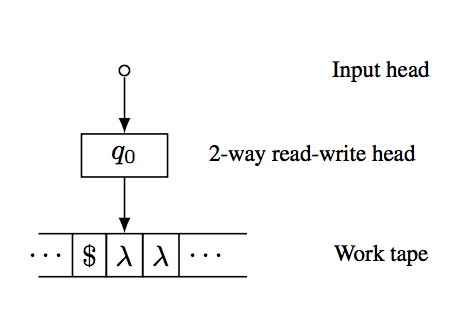 Input head
q0 2-way read-write head
··· $ λ λ ··· Work tape